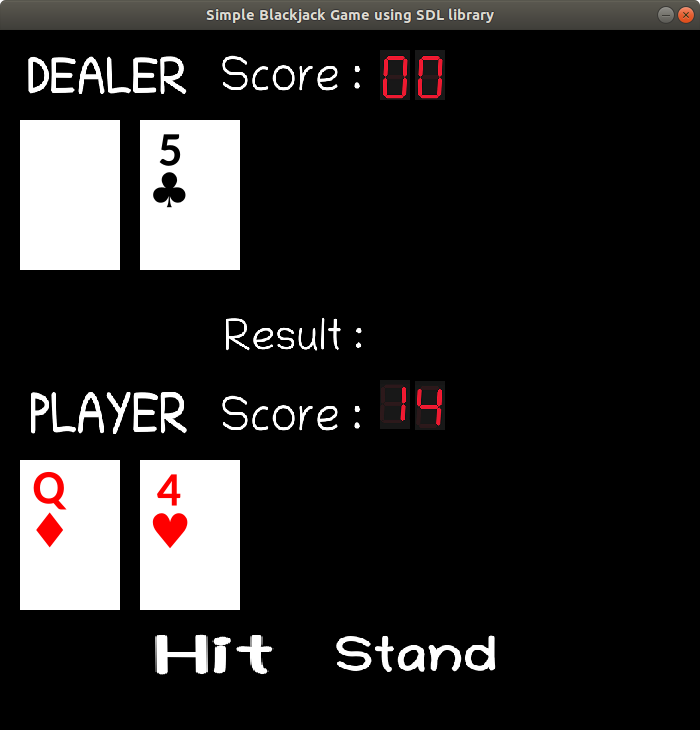 Simple Blackjack Game using SDL library
DEALER Score : 00
5
♣
Result :
PLAYER Score : 14
Q 4
♦ ♥
Hit Stand